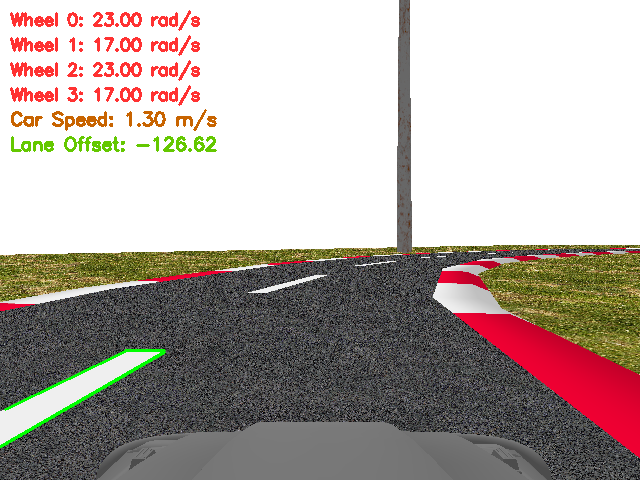 Wheel 0: 23.00 rad/s
Wheel 1: 17.00 rad/s
Wheel 2: 23.00 rad/s
Wheel 3: 17.00 rad/s
Car Speed: 1.30 m/s
Lane Offset: -126.62